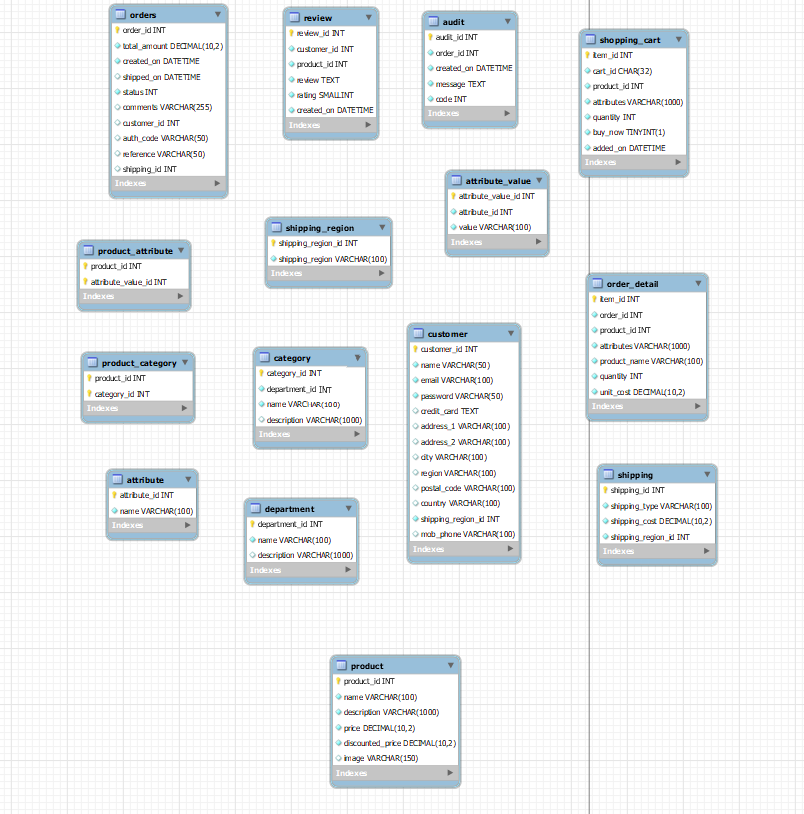 orders
order_id INT
total_amount DECIMAL(10,2)
created_on DATETIME
shipped_on DATETIME
status INT
comments VARCHAR(255)
customer_id INT
auth_code VARCHAR(50)
reference VARCHAR(50)
shipping_id INT
Indexes
review
review_id INT
customer_id INT
product_id INT
review TEXT
rating SMALLINT
created_on DATETIME
Indexes
audit
audit_id INT
order_id INT
created_on DATETIME
message TEXT
code INT
Indexes
shopping_cart
item_id INT
cart_id CHAR(32)
product_id INT
attributes VARCHAR(1000)
quantity INT
buy_now TINYINT(1)
added_on DATETIME
Indexes
attribute_value
attribute_value_id INT
attribute_id INT
value VARCHAR(100)
Indexes
shipping_region
shipping_region_id INT
shipping_region VARCHAR(100)
Indexes
product_attribute
product_id INT
attribute_value_id INT
Indexes
order_detail
item_id INT
order_id INT
product_id INT
attributes VARCHAR(1000)
product_name VARCHAR(100)
quantity INT
unit_cost DECIMAL(10,2)
Indexes
customer
customer_id INT
name VARCHAR(50)
email VARCHAR(100)
password VARCHAR(50)
credit_card TEXT
address_1 VARCHAR(100)
address_2 VARCHAR(100)
city VARCHAR(100)
region VARCHAR(100)
postal_code VARCHAR(100)
country VARCHAR(100)
shipping_region_id INT
mob_phone VARCHAR(100)
Indexes
category
category_id INT
department_id INT
name VARCHAR(100)
description VARCHAR(1000)
Indexes
product_category
product_id INT
category_id INT
Indexes
attribute
attribute_id INT
name VARCHAR(100)
Indexes
department
department_id INT
name VARCHAR(100)
description VARCHAR(1000)
Indexes
shipping
shipping_id INT
shipping_type VARCHAR(100)
shipping_cost DECIMAL(10,2)
shipping_region_id INT
Indexes
product
product_id INT
name VARCHAR(100)
description VARCHAR(1000)
price DECIMAL(10,2)
discounted_price DECIMAL(10,2)
image VARCHAR(150)
Indexes